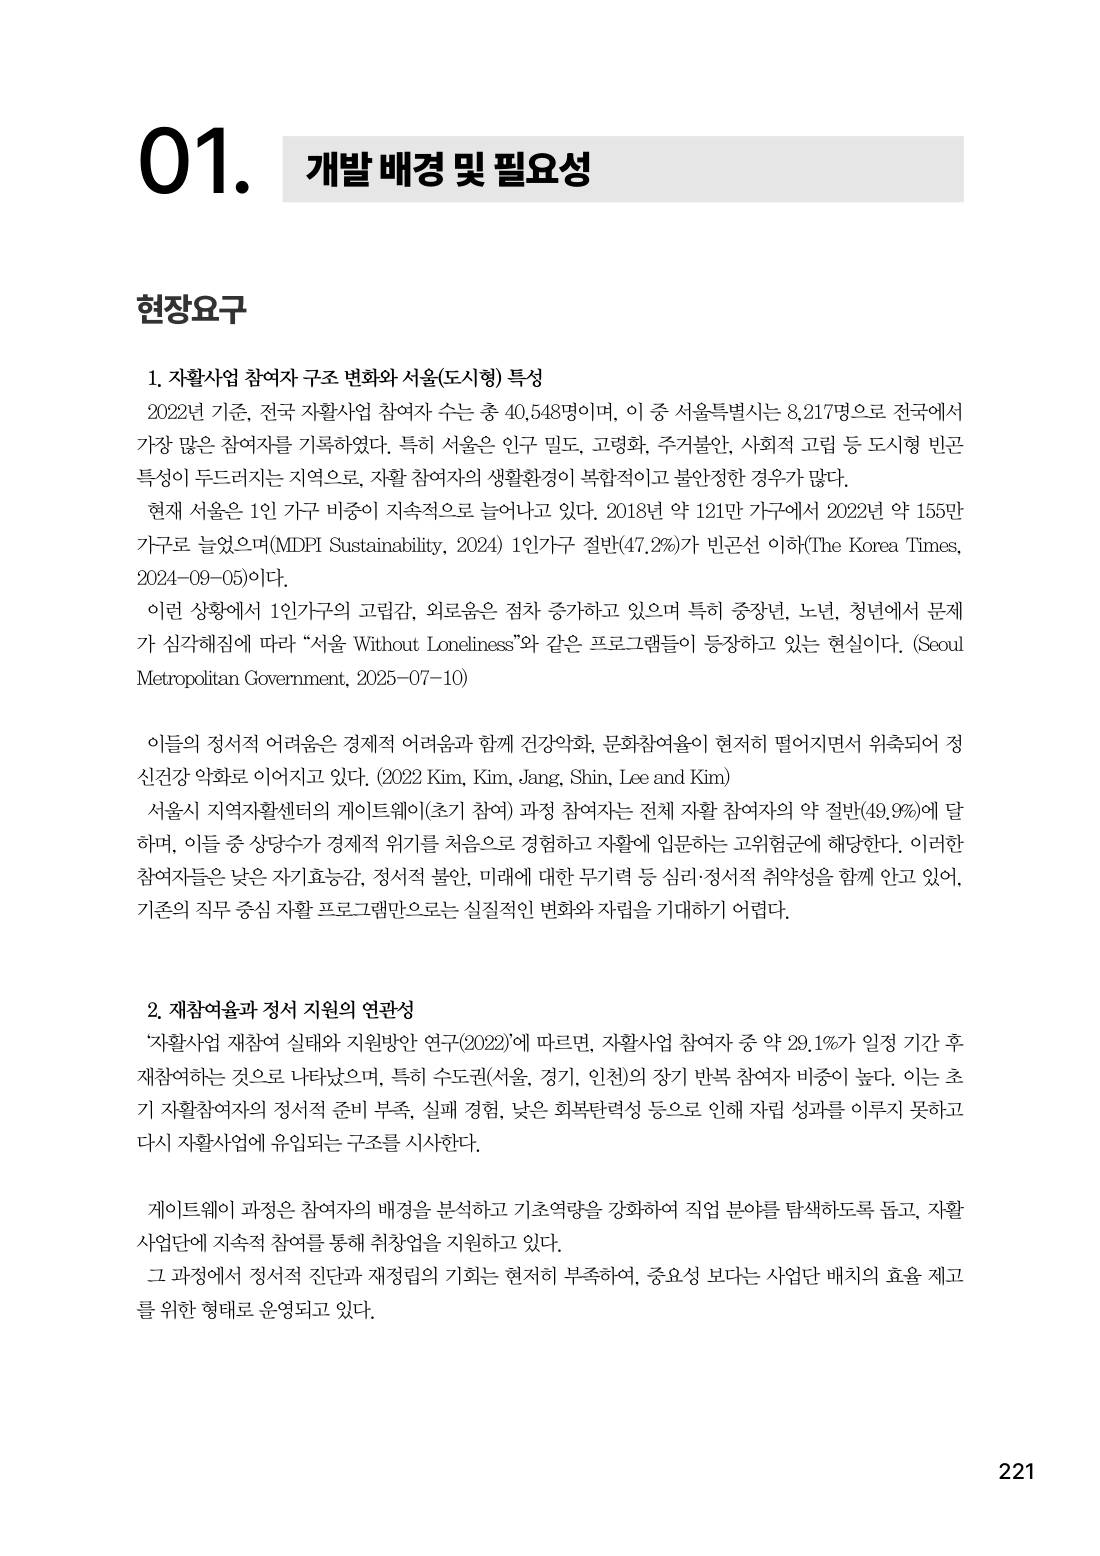 01. 개발 배경 및 필요성
현장요구
1. 자활사업 참여자 구조 변화와 서울(도시형) 특성
2022년 기준, 전국 자활사업 참여자 수는 총 40,548명이며, 이 중 서울특별시는 8,217명으로 전국에서
가장 많은 참여자를 기록하였다. 특히 서울은 인구 밀도, 고령화, 주거불안, 사회적 고립 등 도시형 빈곤
특성이 두드러지는 지역으로, 자활 참여자의 생활환경이 복합적이고 불안정한 경우가 많다.
현재 서울은 1인 가구 비중이 지속적으로 늘어나고 있다. 2018년 약 121만 가구에서 2022년 약 155만
가구로 늘었으며(MDPI Sustainability, 2024) 1인가구 절반(47.2%)가 빈곤선 이하(The Korea Times,
2024-09-05)이다.
이런 상황에서 1인가구의 고립감, 외로움은 점차 증가하고 있으며 특히 중장년, 노년, 청년에서 문제
가 심각해짐에 따라 “서울 Without Loneliness”와 같은 프로그램들이 등장하고 있는 현실이다. (Seoul
Metropolitan Government, 2025-07-10)
이들의 정서적 어려움은 경제적 어려움과 함께 건강악화, 문화참여율이 현저히 떨어지면서 위축되어 정
신건강 악화로 이어지고 있다. (2022 Kim, Kim, Jang, Shin, Lee and Kim)
서울시 지역자활센터의 게이트웨이(초기 참여) 과정 참여자는 전체 자활 참여자의 약 절반(49.9%)에 달
하며, 이들 중 상당수가 경제적 위기를 처음으로 경험하고 자활에 입문하는 고위험군에 해당한다. 이러한
참여자들은 낮은 자기효능감, 정서적 불안, 미래에 대한 무기력 등 심리·정서적 취약성을 함께 안고 있어,
기존의 직무 중심 자활 프로그램만으로는 실질적인 변화와 자립을 기대하기 어렵다.
2. 재참여율과 정서 지원의 연관성
‘자활사업 재참여 실태와 지원방안 연구(2022)’에 따르면, 자활사업 참여자 중 약 29.1%가 일정 기간 후
재참여하는 것으로 나타났으며, 특히 수도권(서울, 경기, 인천)의 장기 반복 참여자 비중이 높다. 이는 초
기 자활참여자의 정서적 준비 부족, 실패 경험, 낮은 회복탄력성 등으로 인해 자립 성과를 이루지 못하고
다시 자활사업에 유입되는 구조를 시사한다.
게이트웨이 과정은 참여자의 배경을 분석하고 기초역량을 강화하여 직업 분야를 탐색하도록 돕고, 자활
사업단에 지속적 참여를 통해 취창업을 지원하고 있다.
그 과정에서 정서적 진단과 재정립의 기회는 현저히 부족하여, 중요성 보다는 사업단 배치의 효율 제고
를 위한 형태로 운영되고 있다.
221